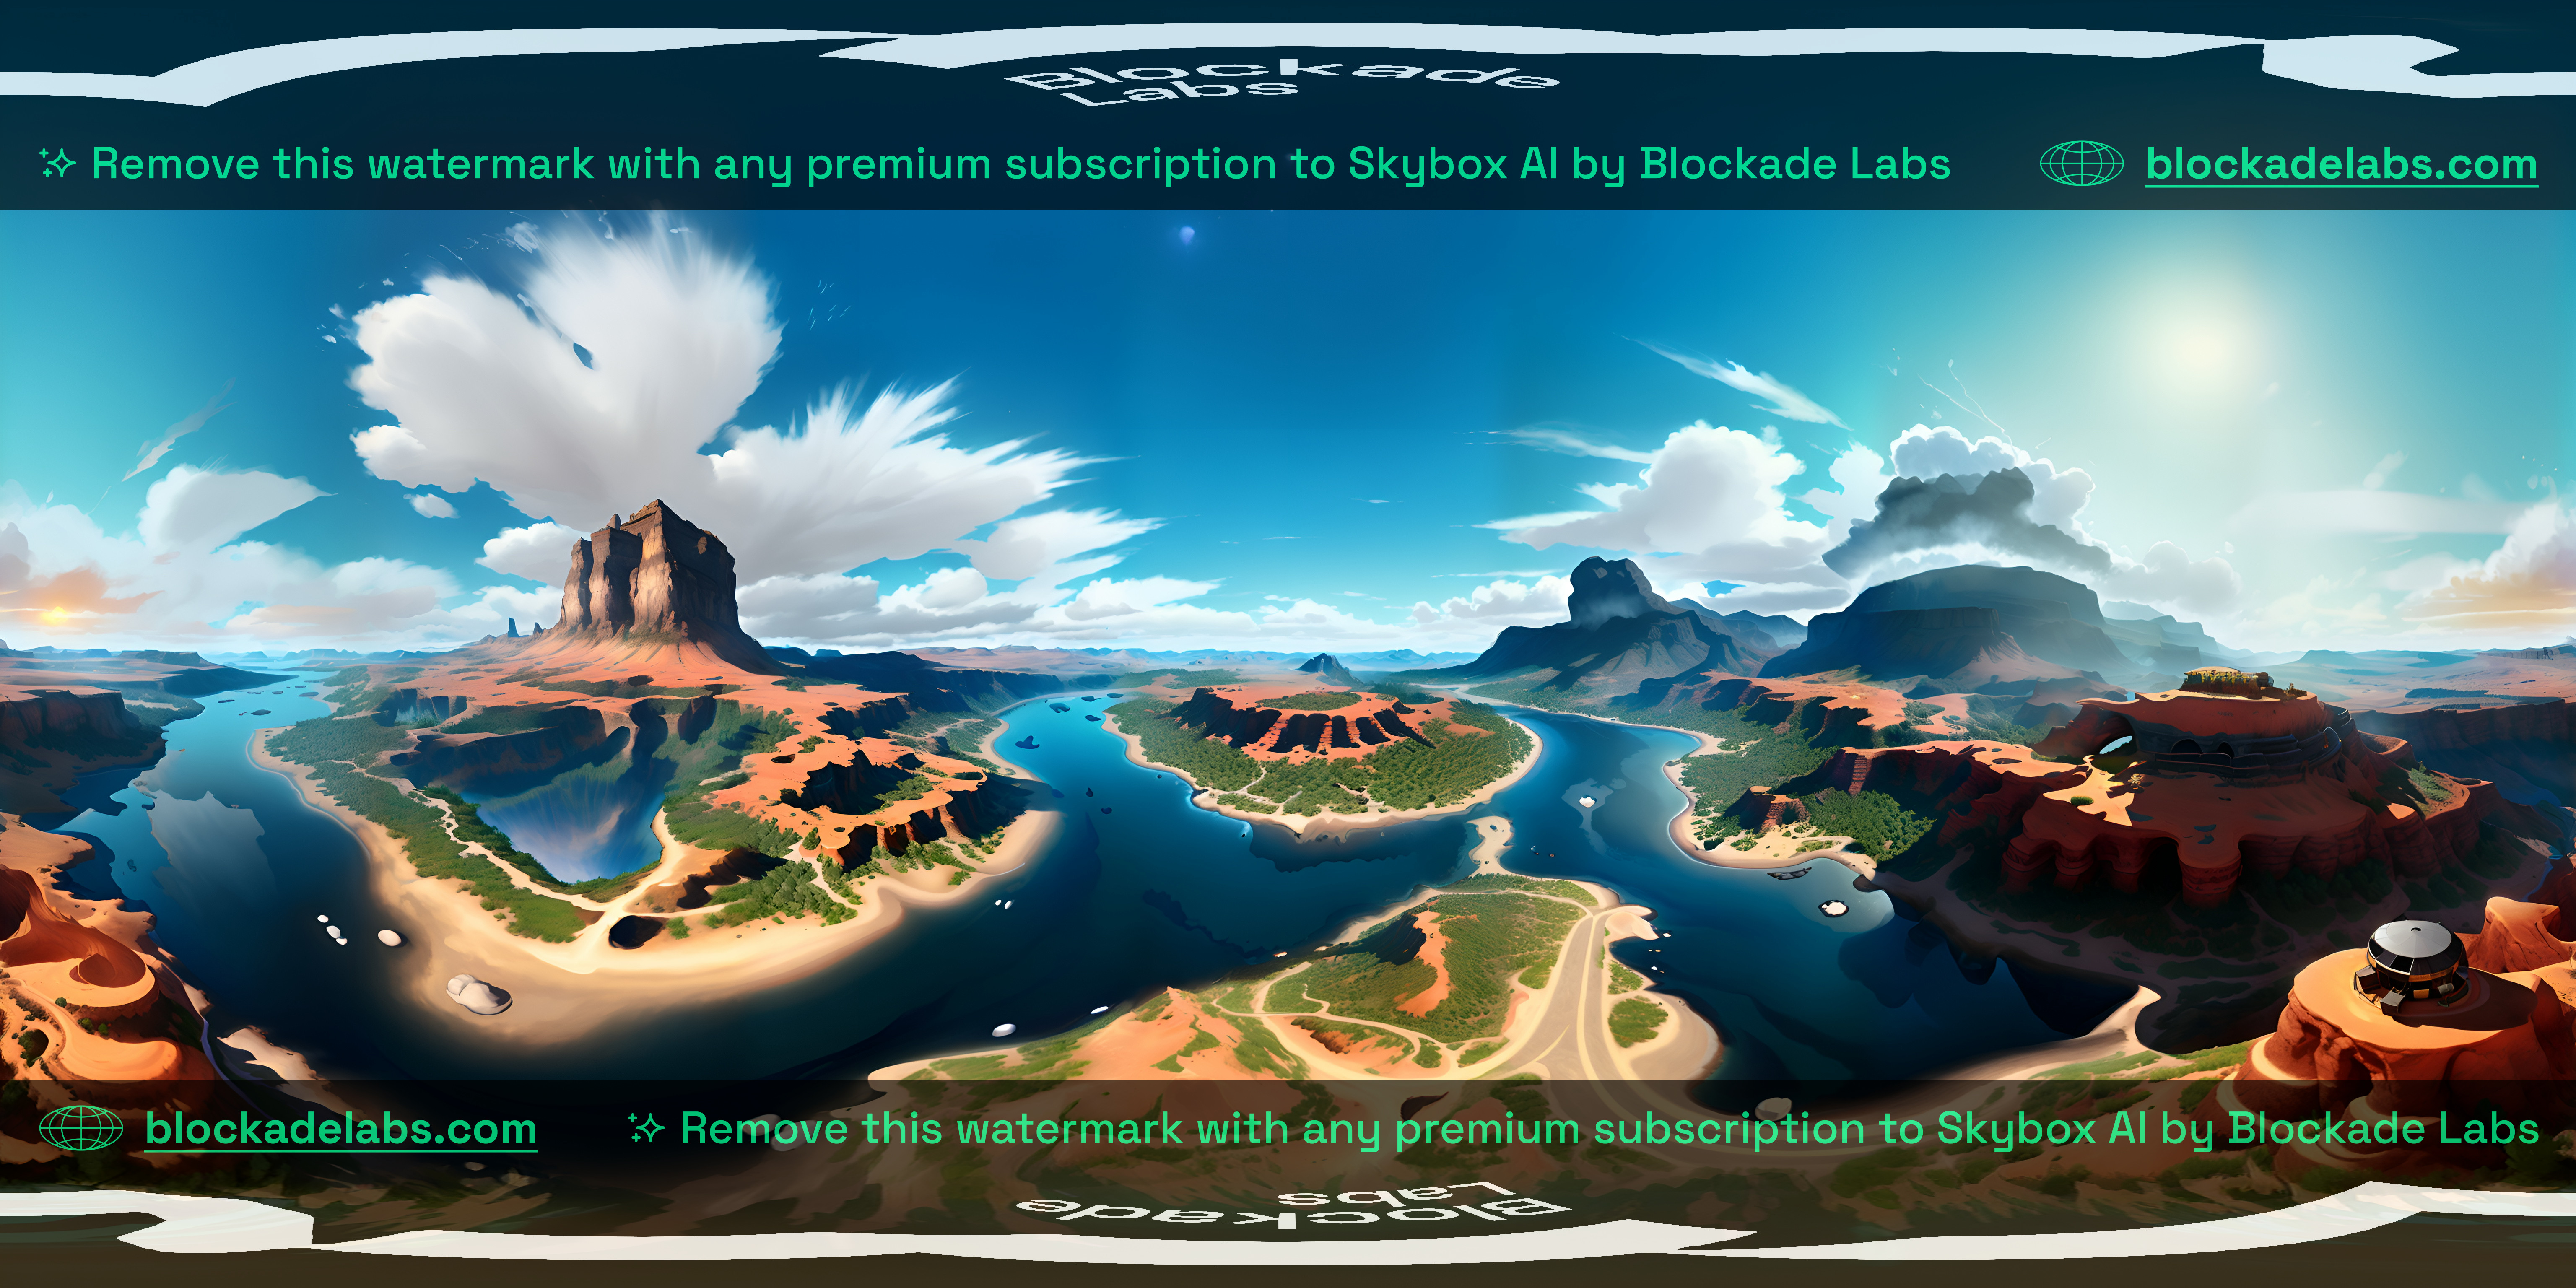 Blockade
Labs
Remove this watermark with any premium subscription to Skybox AI by Blockade Labs
blockadelabs.com
blockadelabs.com
Remove this watermark with any premium subscription to Skybox AI by Blockade Labs
Labs
Blockade